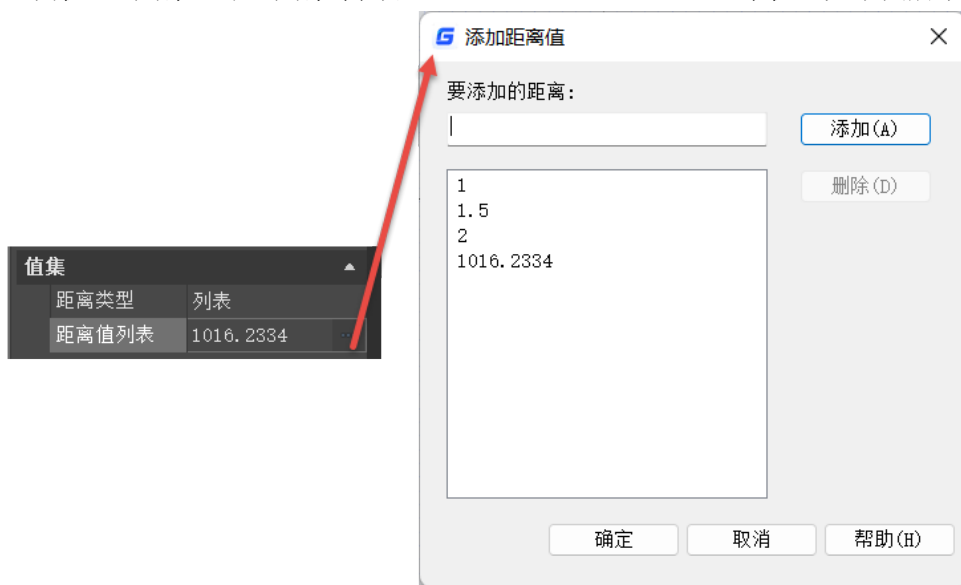 添加距离值
要添加的距离:
添加(A)
1
1.5
2
1016.2334
删除(D)
值集
距离类型 列表
距离值列表 1016.2334 ...
确定 取消 帮助(H)